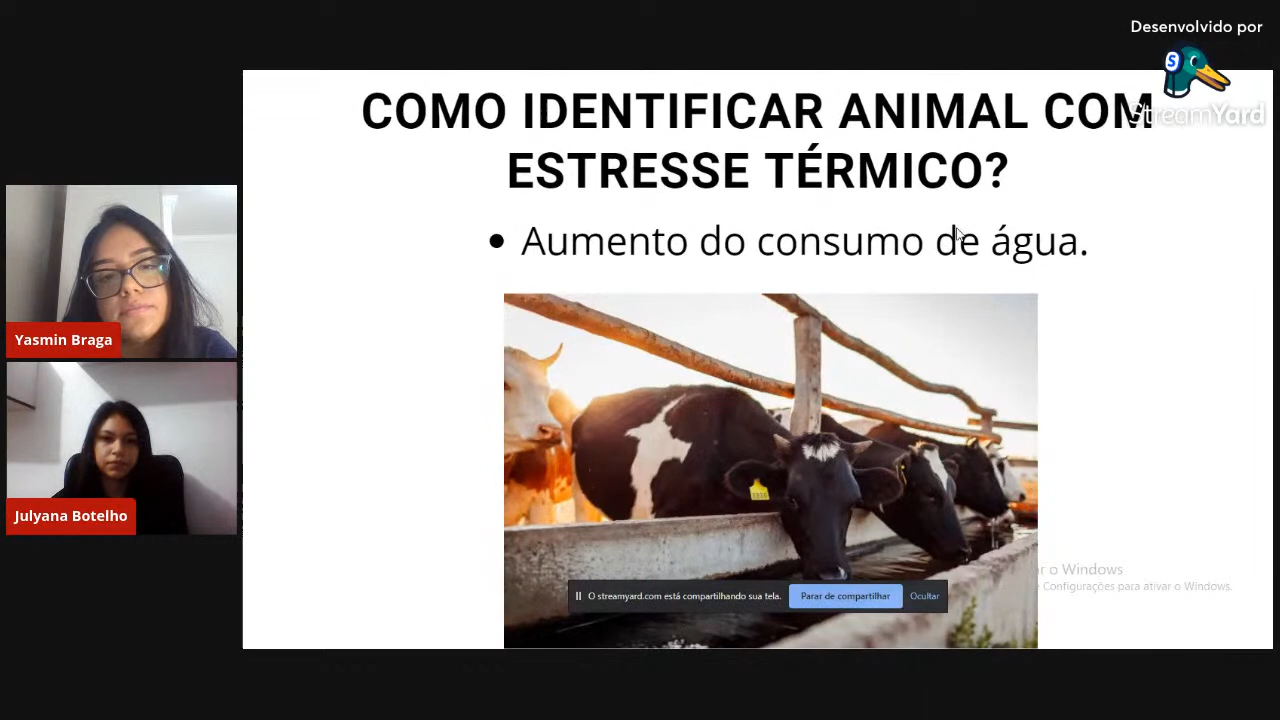 Desenvolvido por
StreamYard
COMO IDENTIFICAR ANIMAL COM
ESTRESSE TÉRMICO?
• Aumento do consumo de água.
Yasmin Braga
Julyana Botelho
O streamyard.com está compartilhando sua tela.
Parar de compartilhar
Ocultar
o Windows
Configurações para ativar o Windows.